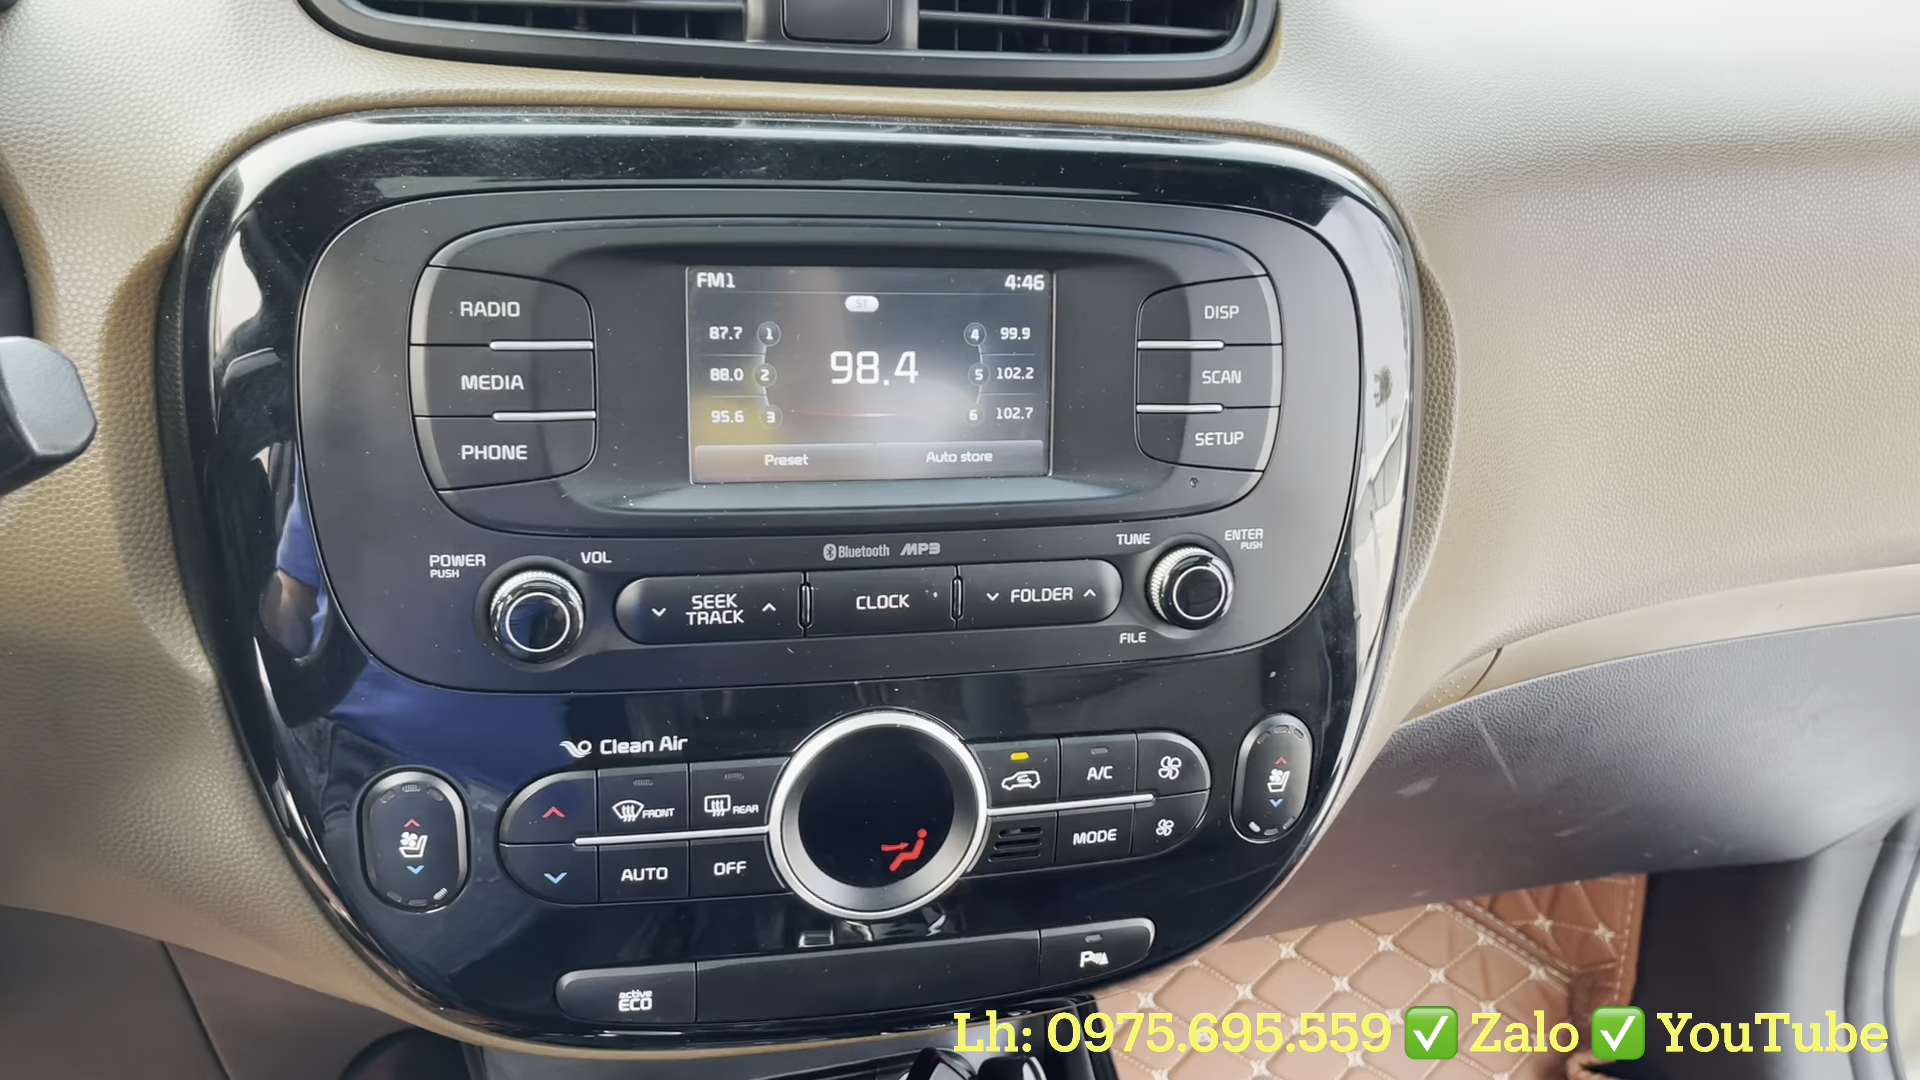 FM1 4:46
ST
87.7 1 4 99.9
98.4
88.0 2 5 102.2
95.6 3 6 102.7
Preset Auto store
RADIO
MEDIA
PHONE
DISP
SCAN
SETUP
POWER
PUSH
VOL
Bluetooth MP3
TUNE
ENTER
PUSH
SEEK
TRACK
CLOCK
FOLDER
FILE
Clean Air
FRONT
REAR
A/C
AUTO
OFF
MODE
active
ECO
P
Lh: 0975.695.559 ✅ Zalo ✅ YouTube